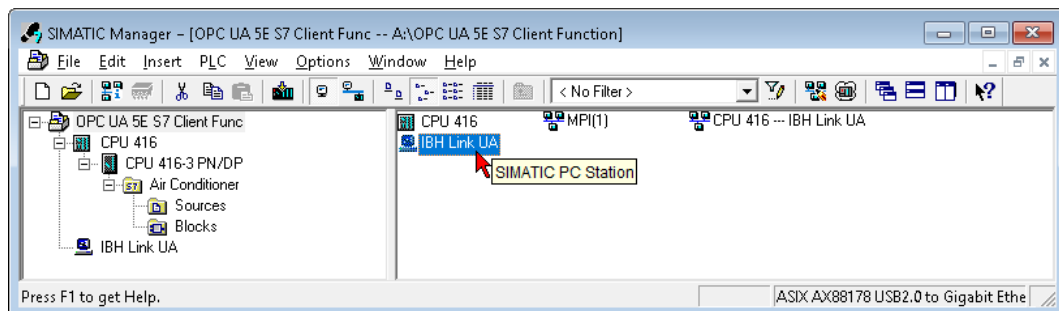 SIMATIC Manager – [OPC UA 5E S7 Client Func -- A:\OPC UA 5E S7 Client Function]
File Edit Insert PLC View Options Window Help
< No Filter >
OPC UA 5E S7 Client Func
CPU 416
CPU 416-3 PN/DP
S7 Air Conditioner
Sources
Blocks
IBH Link UA
CPU 416 MPI(1) CPU 416 --- IBH Link UA
IBH Link UA
SIMATIC PC Station
Press F1 to get Help.
ASIX AX88178 USB2.0 to Gigabit Ethe